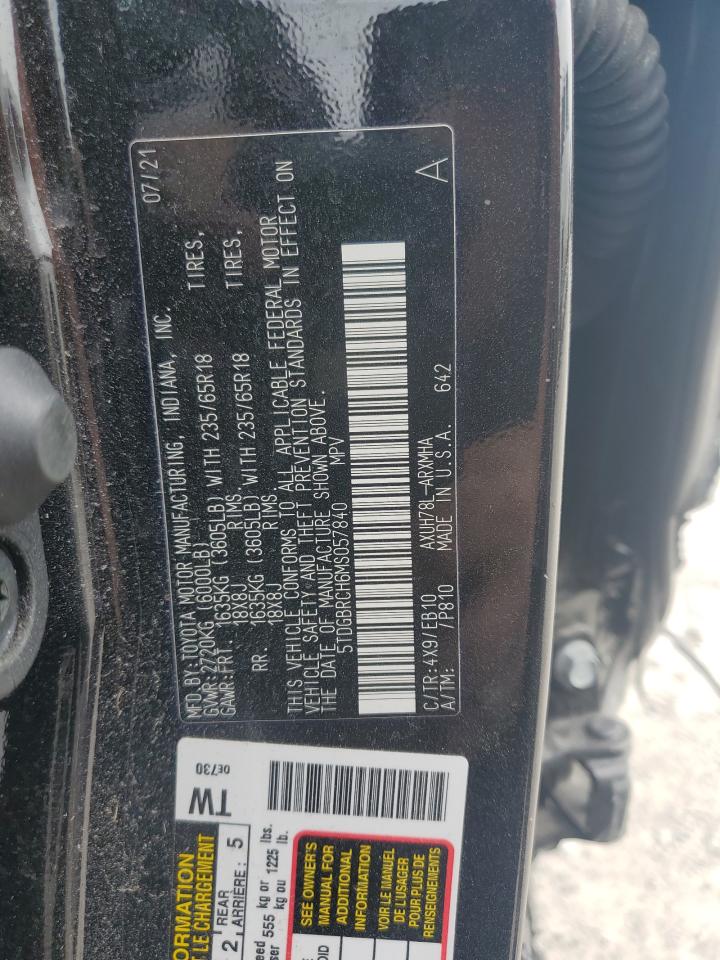 MFD.BY:TOYOTA MOTOR MANUFACTURING, INDIANA, INC. 07/21
GVWR:2720KG (6000LB)
GAWR:FRT. 1635KG (3605LB) WITH 235/65R18 TIRES,
18X8J RIMS
RR. 1635KG (3605LB) WITH 235/65R18 TIRES,
18X8J RIMS
THIS VEHICLE CONFORMS TO ALL APPLICABLE FEDERAL MOTOR
VEHICLE SAFETY AND THEFT PREVENTION STANDARDS IN EFFECT ON
THE DATE OF MANUFACTURE SHOWN ABOVE.
5TDGBRCH6MS057840 MPV
C/TR:4X9/EB10 AXUH78L-ARXMHA
A/TM: /P810 MADE IN U.S.A. 642 A
TW
0E730
2 REAR
ARRIÈRE: 5
555 kg or 1225 lbs.
kg ou lb.
SEE OWNER'S
MANUAL FOR
ADDITIONAL
INFORMATION
VOIR LE MANUEL
DE L'USAGER
POUR PLUS DE
RENSEIGNEMENTS